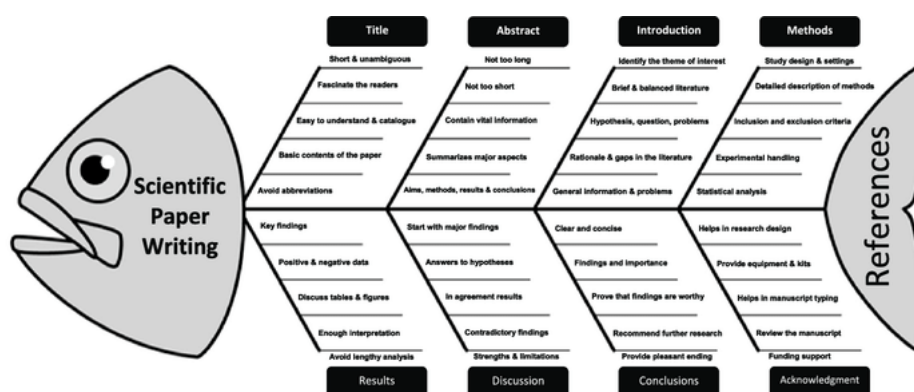 Title
Abstract
Introduction
Methods
Short & unambiguous
Fascinate the readers
Easy to understand & catalogue
Basic contents of the paper
Avoid abbreviations
Not too long
Not too short
Contain vital information
Summarizes major aspects
Aims, methods, results & conclusions
Identify the theme of interest
Brief & balanced literature
Hypothesis, question, problems
Rationale & gaps in the literature
General information & problems
Study design & settings
Detailed description of methods
Inclusion and exclusion criteria
Experimental handling
Statistical analysis
Scientific
Paper
Writing
References
Key findings
Positive & negative data
Discuss tables & figures
Enough interpretation
Avoid lengthy analysis
Start with major findings
Answers to hypotheses
In agreement results
Contradictory findings
Strengths & limitations
Clear and concise
Findings and importance
Prove that findings are worthy
Recommend further research
Provide pleasant ending
Helps in research design
Provide equipment & kits
Helps in manuscript typing
Review the manuscript
Funding support
Results
Discussion
Conclusions
Acknowledgment